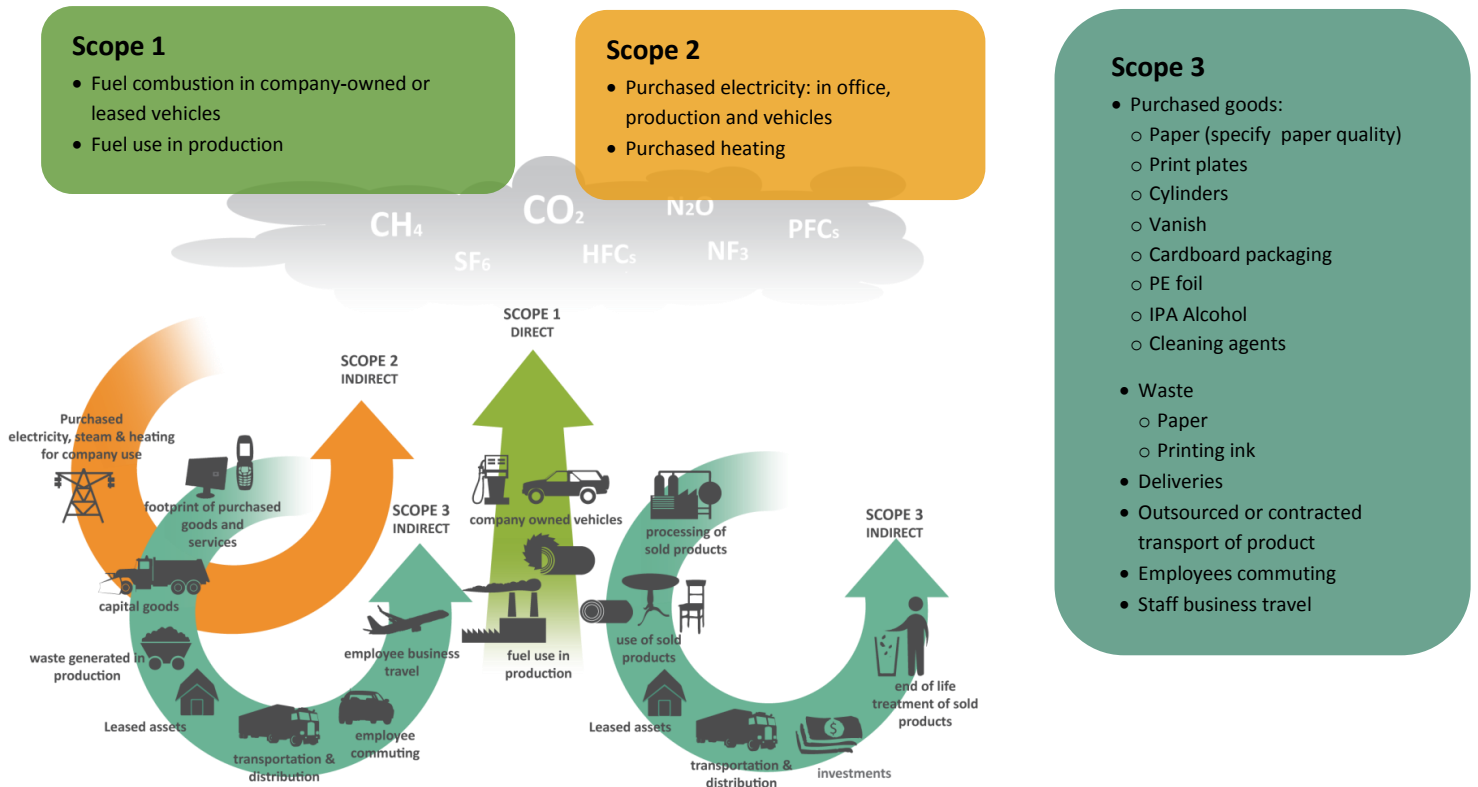 Scope 1
• Fuel combustion in company-owned or
leased vehicles
• Fuel use in production
Scope 2
• Purchased electricity: in office,
production and vehicles
• Purchased heating
Scope 3
• Purchased goods:
o Paper (specify paper quality)
o Print plates
o Cylinders
o Vanish
o Cardboard packaging
o PE foil
o IPA Alcohol
o Cleaning agents
• Waste
o Paper
o Printing ink
• Deliveries
• Outsourced or contracted
transport of product
• Employees commuting
• Staff business travel
CH4
CO2
N2O
PFCs
SF6
HFCs
NF3
SCOPE 2
INDIRECT
Purchased
electricity, steam & heating
for company use
footprint of purchased
goods and
services
capital goods
waste generated in
production
Leased assets
transportation &
distribution
employee
commuting
employee business
travel
SCOPE 3
INDIRECT
SCOPE 1
DIRECT
company owned vehicles
fuel use in
production
processing of
sold products
use of sold
products
Leased assets
transportation &
distribution
$
investments
end of life
treatment of sold
products
SCOPE 3
INDIRECT